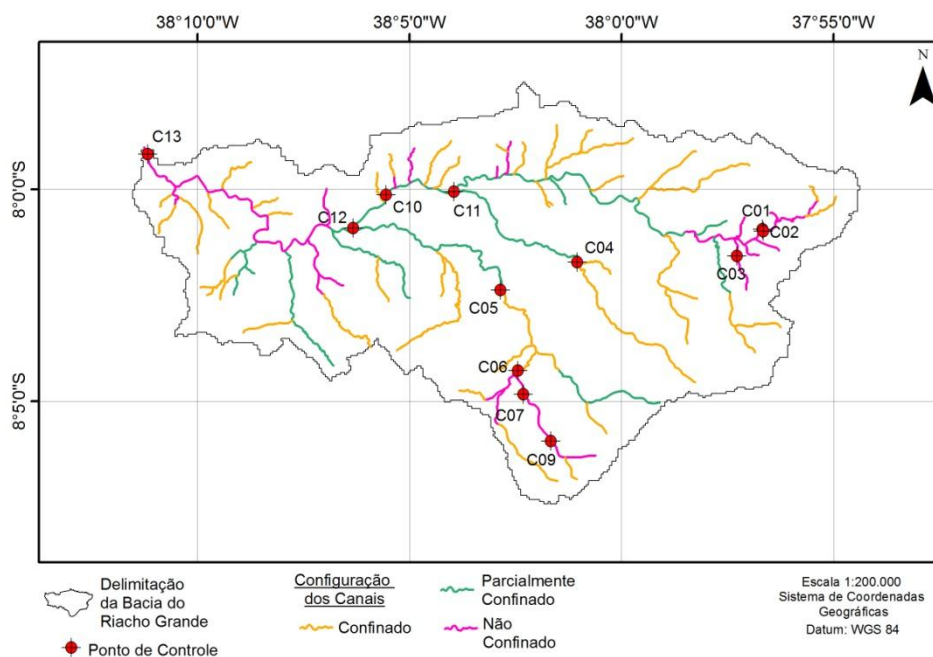 38°10'0"W
38°5'0"W
38°0'0"W
37°55'0"W
N
8°0'0"S
8°5'0"S
C13
C10
C11
C12
C01
C02
C03
C04
C05
C06
C07
C09
Delimitação
da Bacia do
Riacho Grande
Ponto de Controle
Configuração
dos Canais
Confinado
Parcialmente
Confinado
Não
Confinado
Escala 1:200.000
Sistema de Coordenadas
Geográficas
Datum: WGS 84